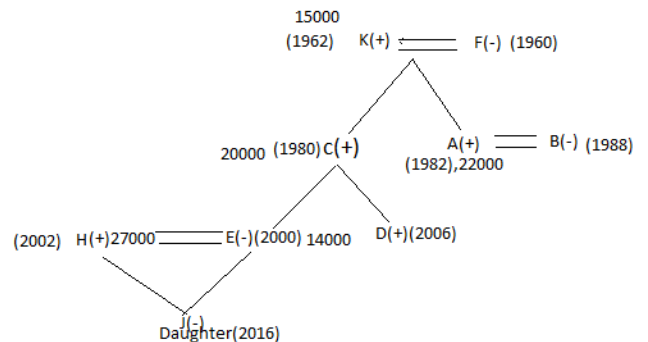 15000
(1962) K(+) F(-) (1960)
20000 (1980) C(+) A(+) B(-) (1988)
(1982),22000
(2002) H(+)27000 E(-)(2000) 14000 D(+)(2006)
J(-)
Daughter(2016)